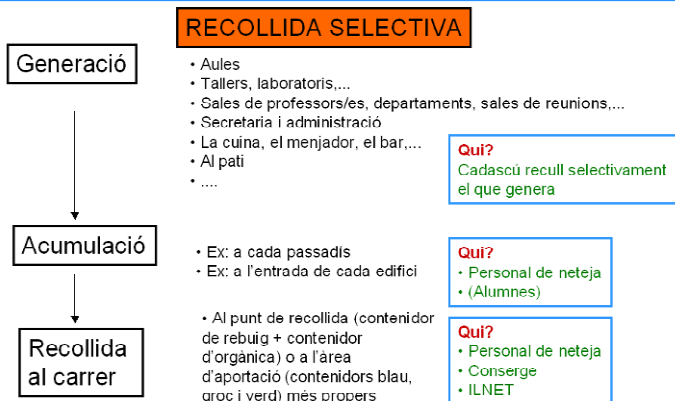 RECOLLIDA SELECTIVA
Generació
• Aules
• Tallers, laboratoris,...
• Sales de professors/es, departaments, sales de reunions,...
• Secretaria i administració
• La cuina, el menjador, el bar,...
• Al pati
• ....
Qui?
Cadascú recull selectivament
el que genera
Acumulació
• Ex: a cada passadís
• Ex: a l'entrada de cada edifici
Qui?
• Personal de neteja
• (Alumnes)
Recollida
al carrer
• Al punt de recollida (contenidor
de rebuig + contenidor
d'orgànica) o a l'àrea
d'aportació (contenidors blau,
groc i verd) més propers
Qui?
• Personal de neteja
• Conserge
• ILNET